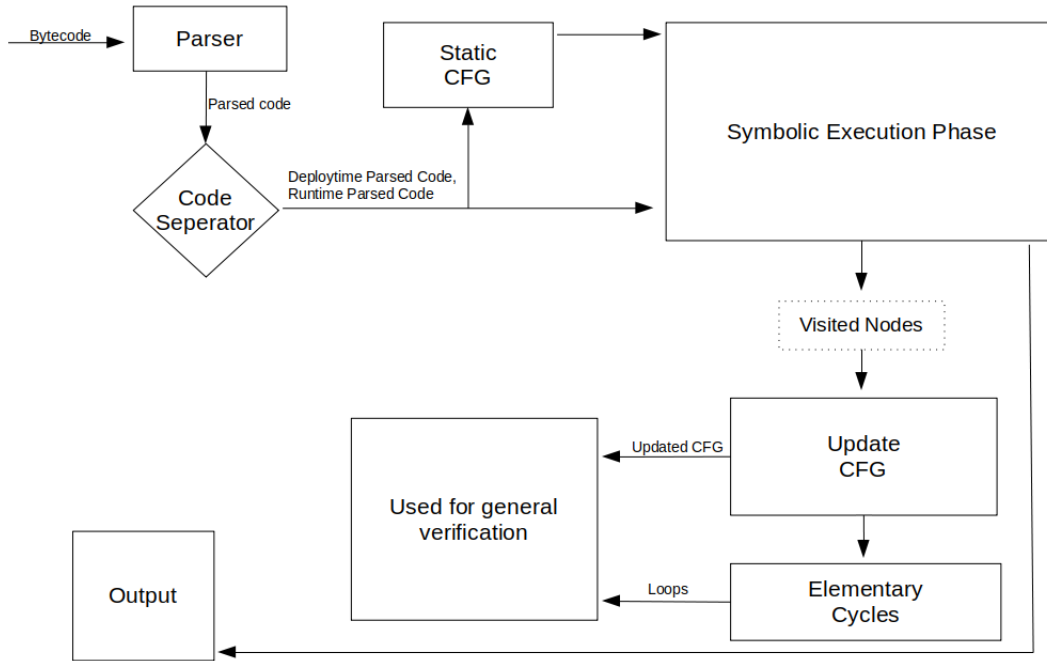 Bytecode
Parser
Parsed code
Static
CFG
Symbolic Execution Phase
Code
Seperator
Deploytime Parsed Code,
Runtime Parsed Code
Visited Nodes
Updated CFG
Update
CFG
Used for general
verification
Output
Loops
Elementary
Cycles